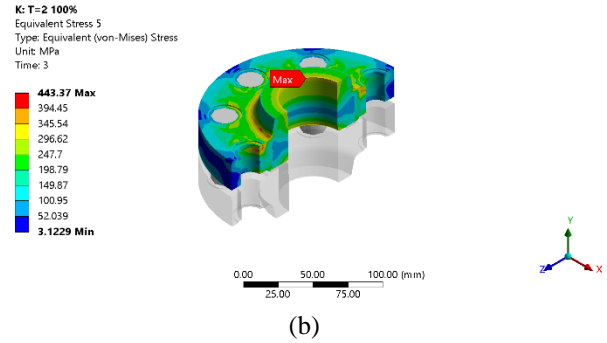 K: T=2 100%
Equivalent Stress 5
Type: Equivalent (von-Mises) Stress
Unit: MPa
Time: 3
443.37 Max
394.45
345.54
296.62
247.7
198.79
149.87
100.95
52.039
3.1229 Min
Max
Y
Z
X
0.00 50.00 100.00 (mm)
25.00 75.00
(b)